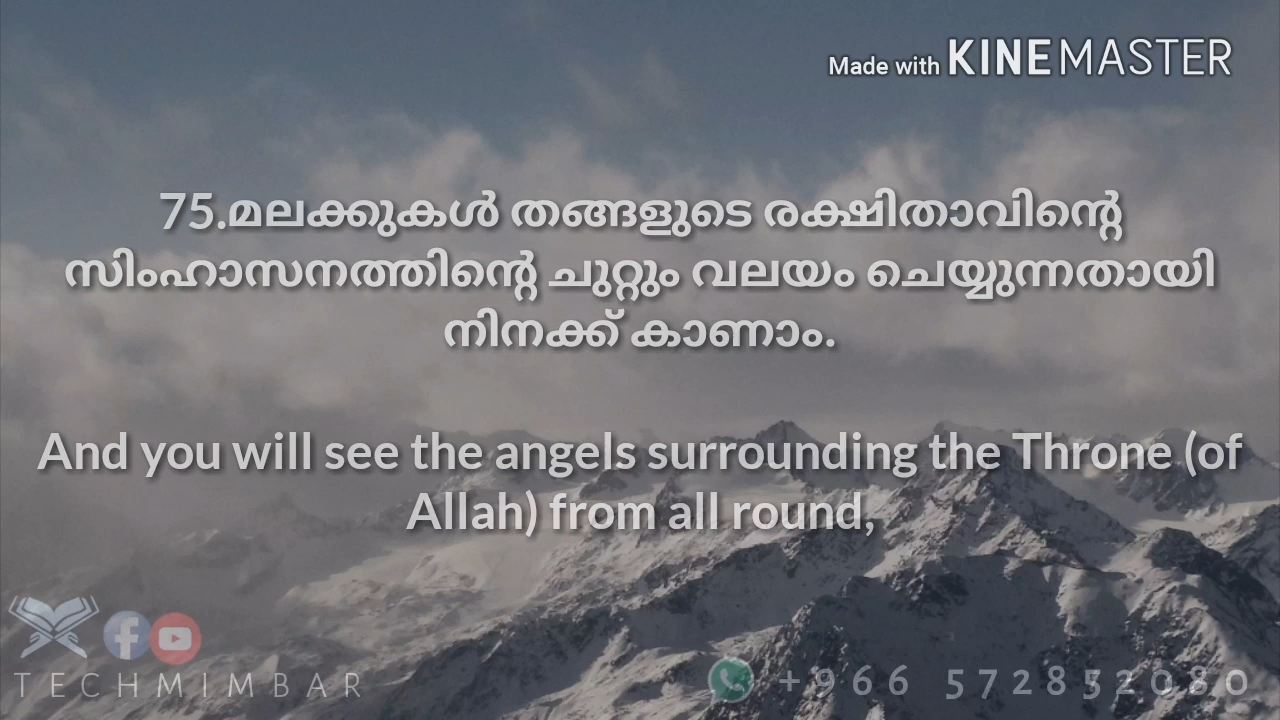 Made with KINEMASTER
75.മലക്കുകൾ തങ്ങളുടെ രക്ഷിതാവിന്റെ
സിംഹാസനത്തിന്റെ ചുറ്റും വലയം ചെയ്യുന്നതായി
നിനക്ക് കാണാം.
And you will see the angels surrounding the Throne (of
Allah) from all round,
TECHMIMBAR
+966 572852080